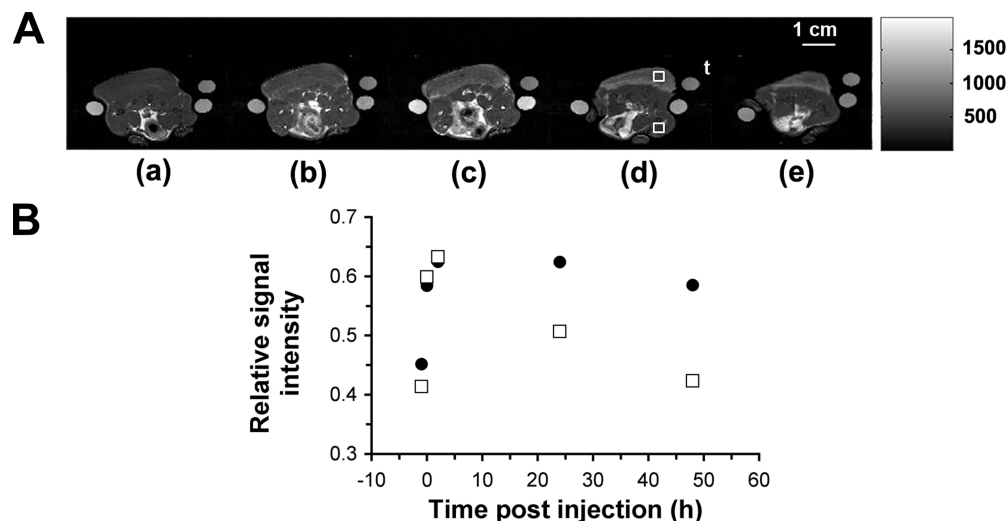 A
1 cm
t
1500
1000
500
(a) (b) (c) (d) (e)
B
0.7
0.6
0.5
0.4
0.3
Relative signal
intensity
-10 0 10 20 30 40 50 60
Time post injection (h)